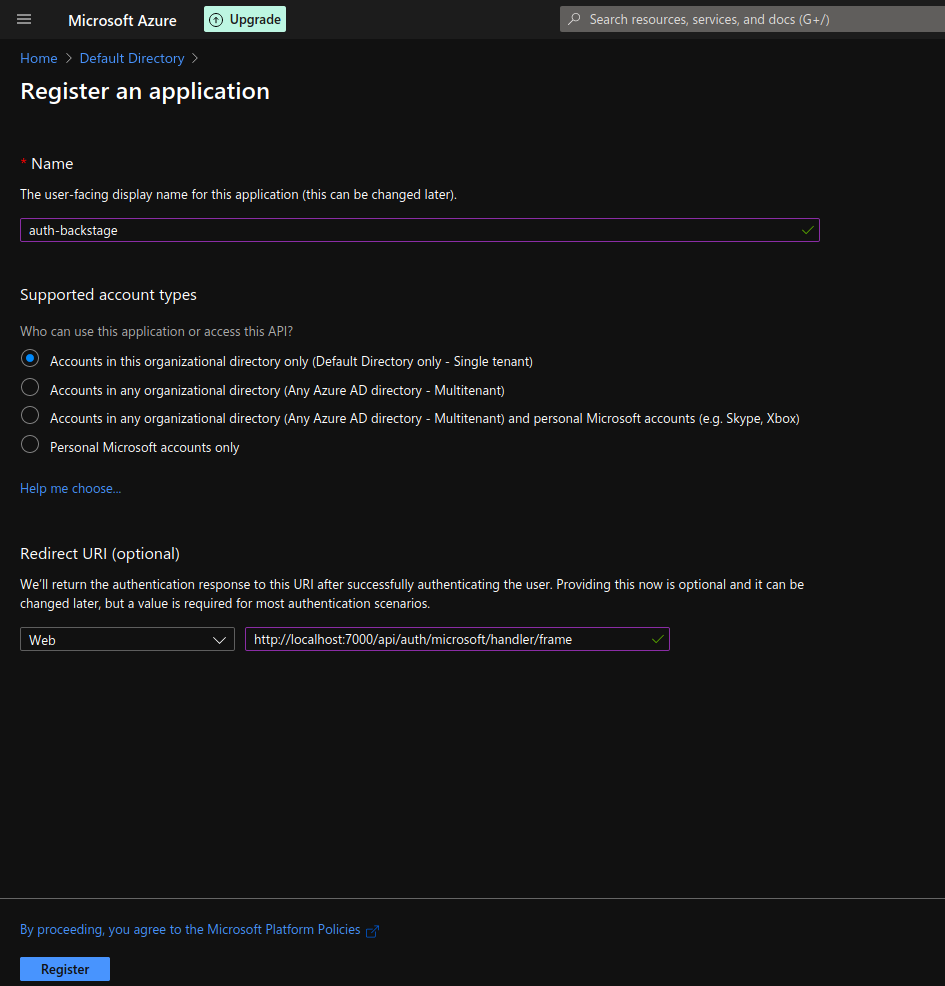 Microsoft Azure
Upgrade
Search resources, services, and docs (G+/)
Home > Default Directory >
Register an application
* Name
The user-facing display name for this application (this can be changed later).
auth-backstage
Supported account types
Who can use this application or access this API?
Accounts in this organizational directory only (Default Directory only - Single tenant)
Accounts in any organizational directory (Any Azure AD directory - Multitenant)
Accounts in any organizational directory (Any Azure AD directory - Multitenant) and personal Microsoft accounts (e.g. Skype, Xbox)
Personal Microsoft accounts only
Help me choose...
Redirect URI (optional)
We'll return the authentication response to this URI after successfully authenticating the user. Providing this now is optional and it can be
changed later, but a value is required for most authentication scenarios.
Web
http://localhost:7000/api/auth/microsoft/handler/frame
By proceeding, you agree to the Microsoft Platform Policies
Register